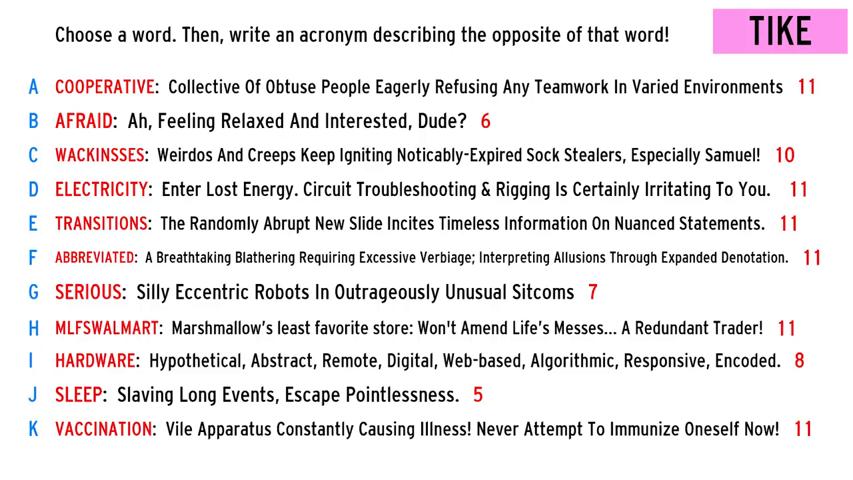 Choose a word. Then, write an acronym describing the opposite of that word!
TIKE
A COOPERATIVE: Collective Of Obtuse People Eagerly Refusing Any Teamwork In Varied Environments 11
B AFRAID: Ah, Feeling Relaxed And Interested, Dude? 6
C WACKINSSES: Weirdos And Creeps Keep Igniting Noticably-Expired Sock Stealers, Especially Samuel! 10
D ELECTRICITY: Enter Lost Energy. Circuit Troubleshooting & Rigging Is Certainly Irritating To You. 11
E TRANSITIONS: The Randomly Abrupt New Slide Incites Timeless Information On Nuanced Statements. 11
F ABBREVIATED: A Breathtaking Blathering Requiring Excessive Verbiage; Interpreting Allusions Through Expanded Denotation. 11
G SERIOUS: Silly Eccentric Robots In Outrageously Unusual Sitcoms 7
H MLFSWALMART: Marshmallow's least favorite store: Won't Amend Life's Messes... A Redundant Trader! 11
I HARDWARE: Hypothetical, Abstract, Remote, Digital, Web-based, Algorithmic, Responsive, Encoded. 8
J SLEEP: Slaving Long Events, Escape Pointlessness. 5
K VACCINATION: Vile Apparatus Constantly Causing Illness! Never Attempt To Immunize Oneself Now! 11